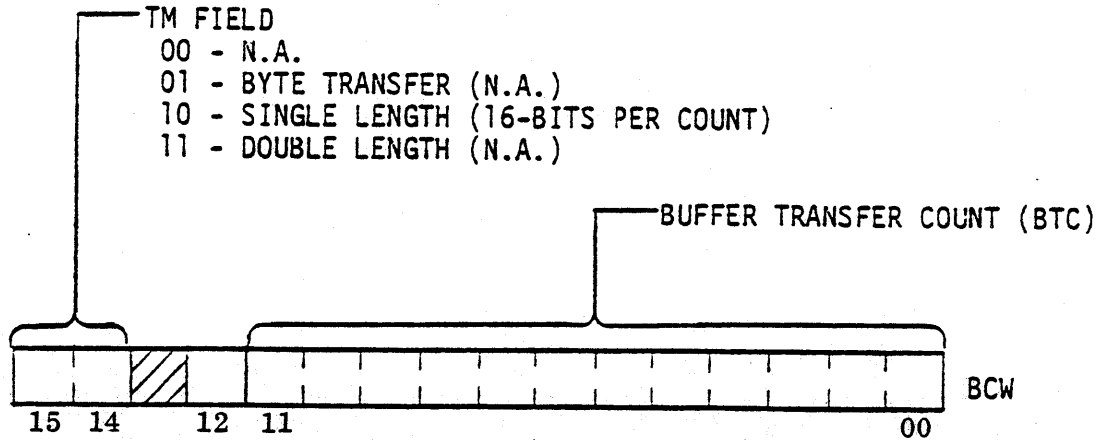 TM FIELD
00 - N.A.
01 - BYTE TRANSFER (N.A.)
10 - SINGLE LENGTH (16-BITS PER COUNT)
11 - DOUBLE LENGTH (N.A.)
BUFFER TRANSFER COUNT (BTC)
BCW
15 14 12 11 00